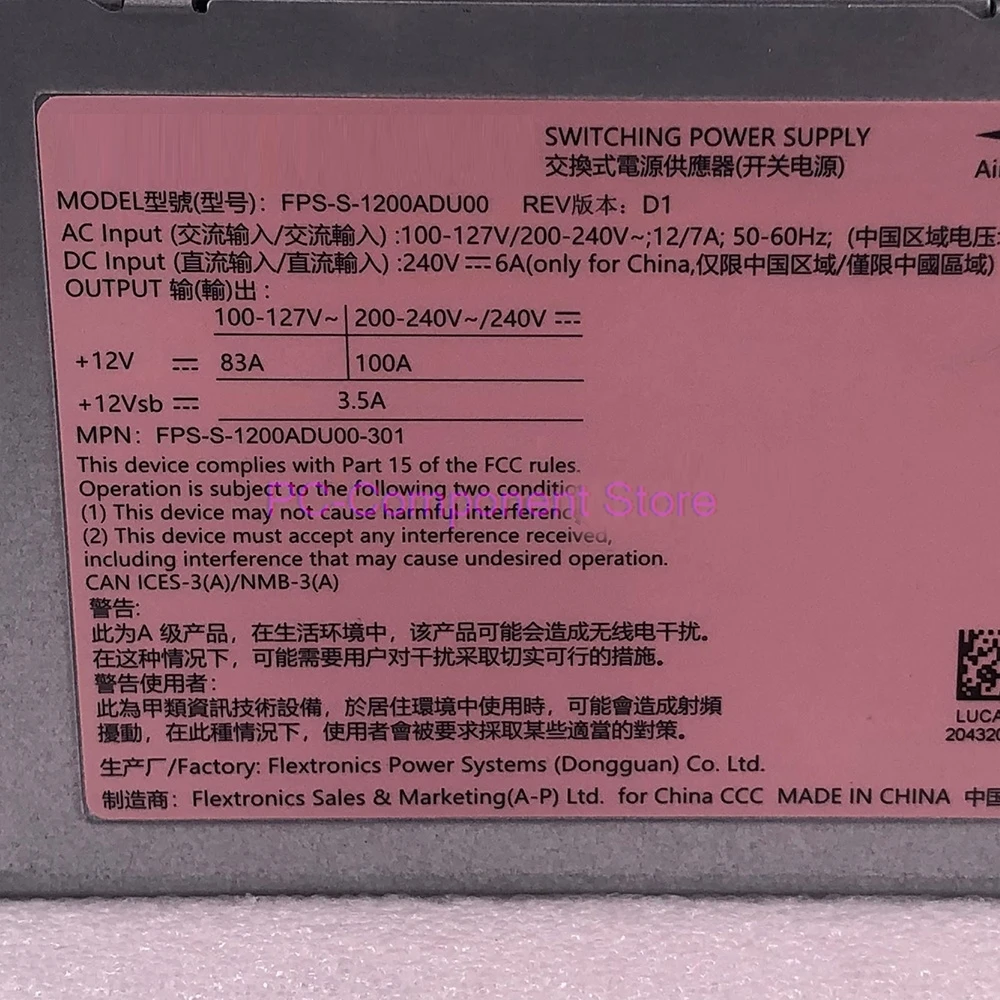 SWITCHING POWER SUPPLY
交換式電源供應器(开关电源)
MODEL型號(型号): FPS-S-1200ADU00 REV版本: D1
AC Input (交流输入/交流輸入) :100-127V/200-240V~;12/7A; 50-60Hz; (中国区域电压
DC Input (直流输入/直流輸入) :240V⎓6A(only for China,仅限中国区域/僅限中國區域)
OUTPUT 输(輸)出 :
100-127V~ 200-240V~/240V ⎓
+12V ⎓ 83A 100A
+12Vsb ⎓ 3.5A
MPN: FPS-S-1200ADU00-301
This device complies with Part 15 of the FCC rules.
Operation is subject to the following two conditio
PC-Component Store
(1) This device may not cause harmful interferenc
(2) This device must accept any interference received,
including interference that may cause undesired operation.
CAN ICES-3(A)/NMB-3(A)
警告:
此为A 级产品，在生活环境中，该产品可能会造成无线电干扰。
在这种情况下，可能需要用户对干扰采取切实可行的措施。
警告使用者:
此為甲類資訊技術設備，於居住環境中使用時，可能會造成射頻
擾動，在此種情況下，使用者會被要求採取某些適當的對策。
LUCA
204320
生产厂/Factory: Flextronics Power Systems (Dongguan) Co. Ltd.
制造商: Flextronics Sales & Marketing(A-P) Ltd. for China CCC MADE IN CHINA 中国